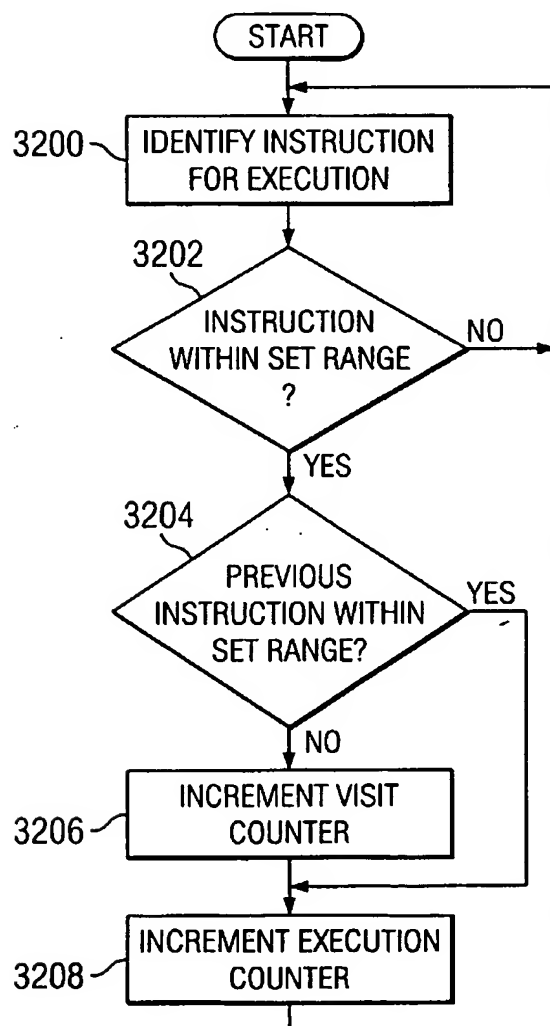 START
3200
IDENTIFY INSTRUCTION
FOR EXECUTION
3202
INSTRUCTION
WITHIN SET RANGE
?
NO
YES
3204
PREVIOUS
INSTRUCTION WITHIN
SET RANGE?
YES
NO
3206
INCREMENT VISIT
COUNTER
3208
INCREMENT EXECUTION
COUNTER